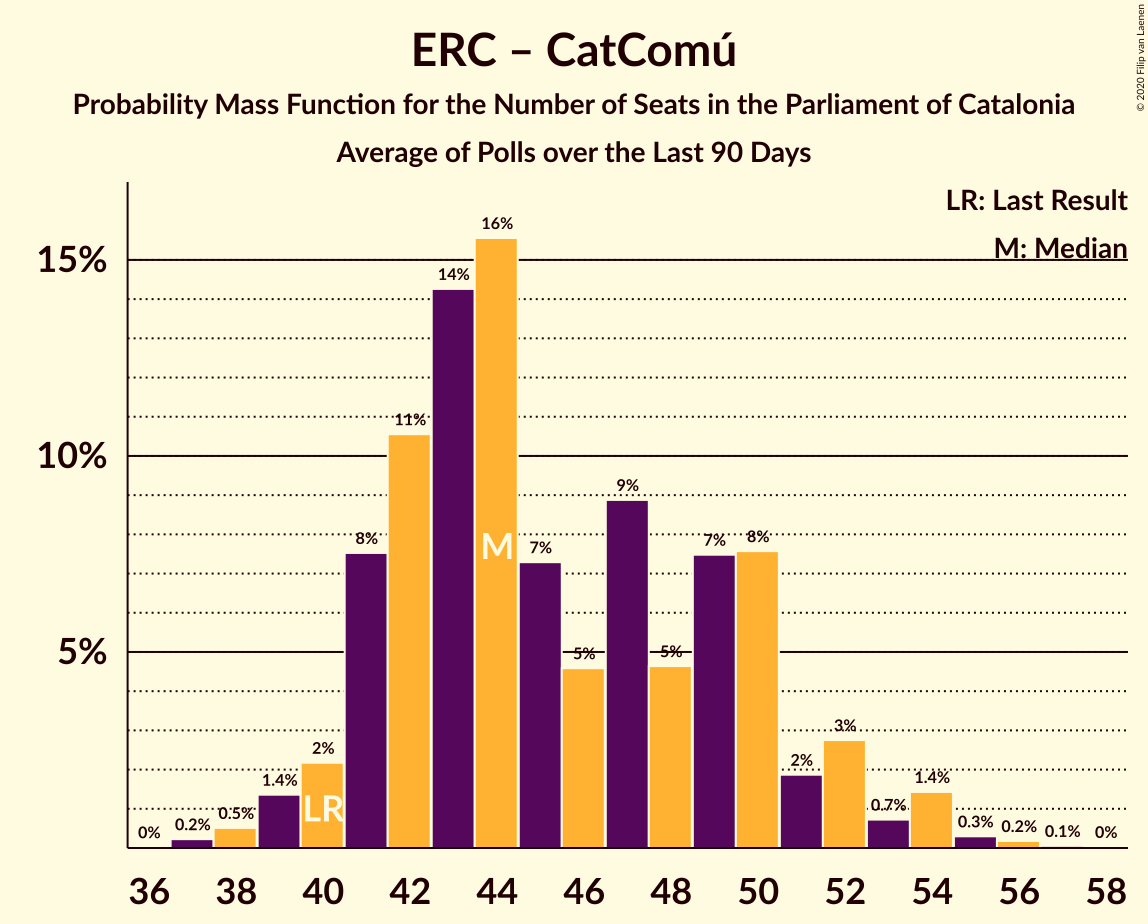 ERC – CatComú
Probability Mass Function for the Number of Seats in the Parliament of Catalonia
Average of Polls over the Last 90 Days
© 2020 Filip van Laenen
LR: Last Result
M: Median
15%
10%
5%
0%
0.2%
0.5%
1.4%
2%
8%
11%
14%
16%
7%
5%
9%
5%
7%
8%
2%
3%
0.7%
1.4%
0.3%
0.2%
0.1%
0%
LR
M
36 38 40 42 44 46 48 50 52 54 56 58